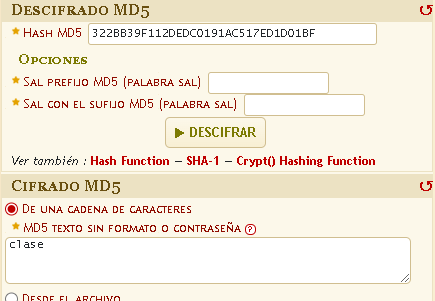 Descifrado MD5
Hash MD5 322BB39F112DEDC0191AC517ED1D01BF
Opciones
Sal prefijo MD5 (palabra sal)
Sal con el sufijo MD5 (palabra sal)
▶ DESCIFRAR
Ver también : Hash Function — SHA-1 — Crypt() Hashing Function
Cifrado MD5
De una cadena de caracteres
MD5 texto sin formato o contraseña ?
clase
Desde el archivo